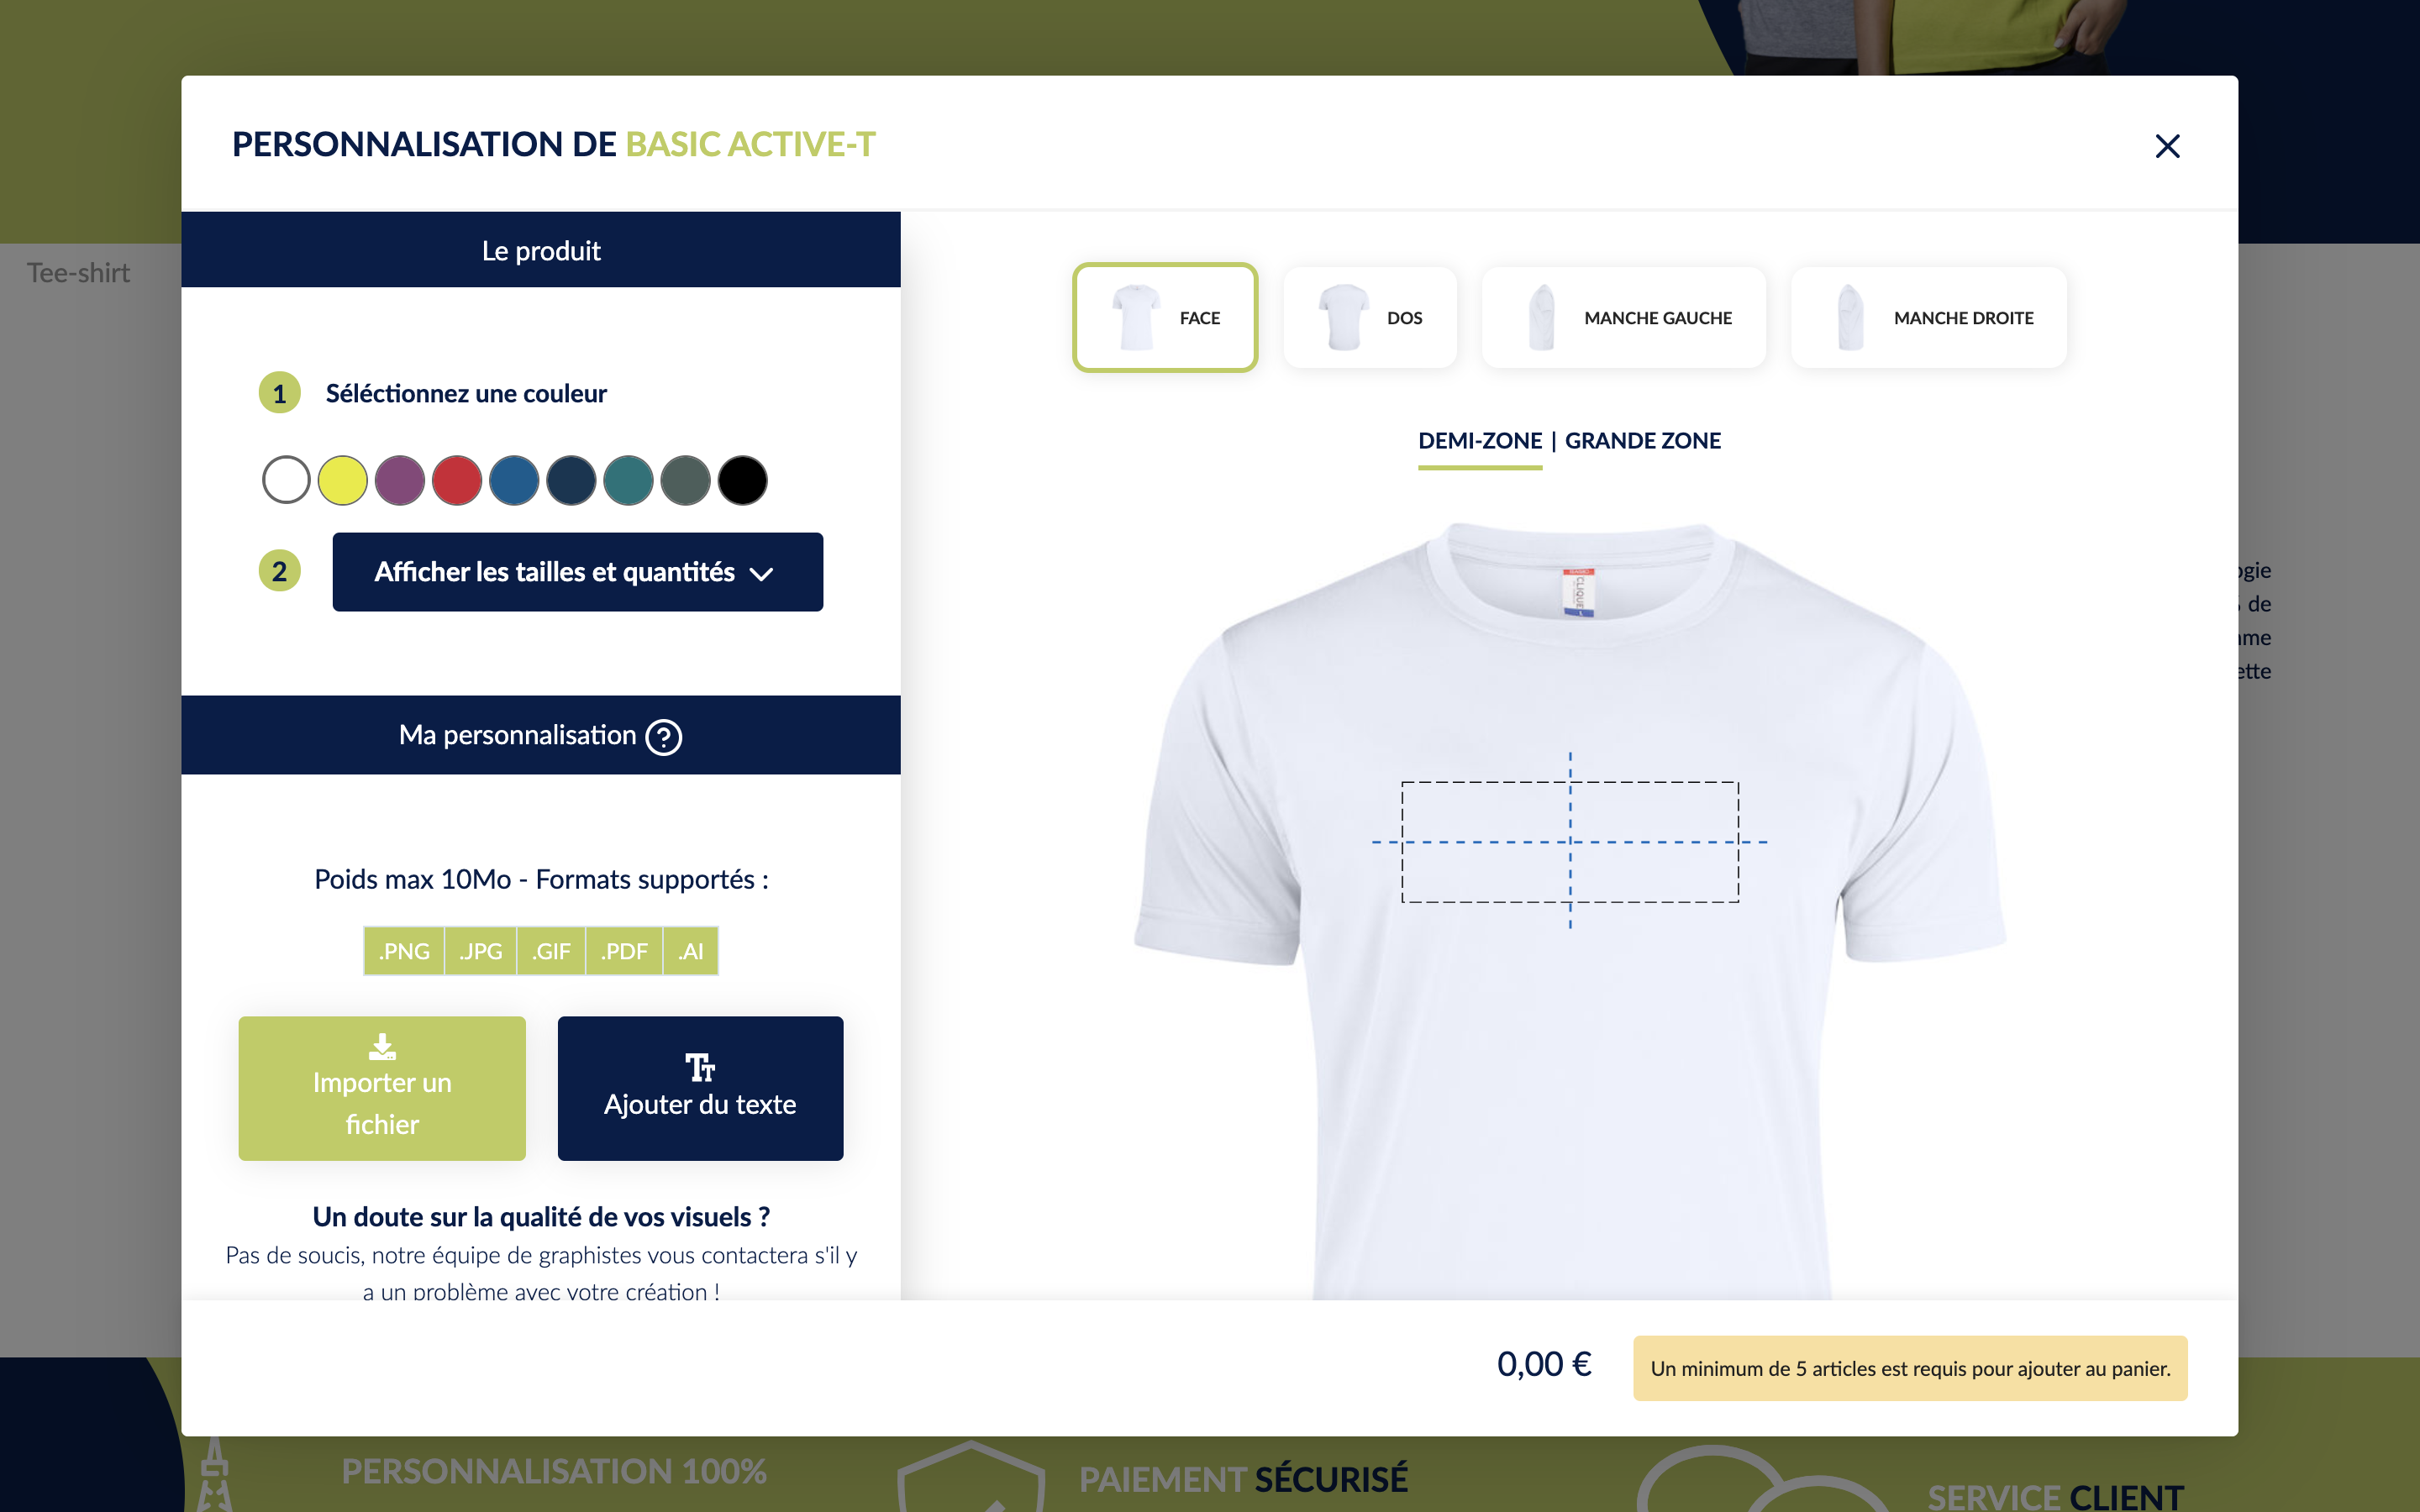 PERSONNALISATION DE BASIC ACTIVE-T
Tee-shirt
Le produit
FACE
DOS
MANCHE GAUCHE
MANCHE DROITE
1 Séléctionnez une couleur
DEMI-ZONE | GRANDE ZONE
2 Afficher les tailles et quantités
CLIQUE
de
Ma personnalisation ?
Poids max 10Mo - Formats supportés :
.PNG .JPG .GIF .PDF .AI
Importer un
fichier
Ajouter du texte
Un doute sur la qualité de vos visuels ?
Pas de soucis, notre équipe de graphistes vous contactera s'il y
a un problème avec votre création !
0,00 €
Un minimum de 5 articles est requis pour ajouter au panier.
PERSONNALISATION 100%
PAIEMENT SÉCURISÉ
SERVICE CLIENT